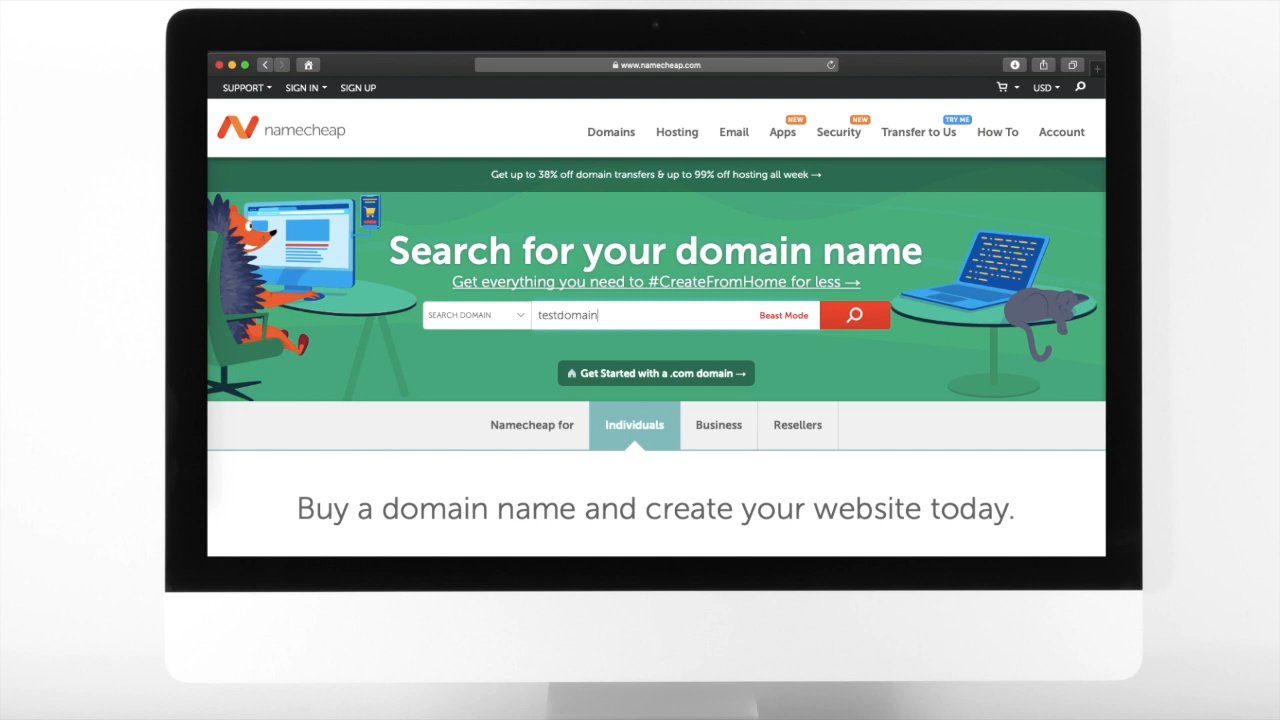 www.namecheap.com
SUPPORT SIGN IN SIGN UP USD
namecheap
NEW NEW TRY ME
Domains Hosting Email Apps Security Transfer to Us How To Account
Get up to 38% off domain transfers & up to 99% off hosting all week →
Search for your domain name
Get everything you need to #CreateFromHome for less →
SEARCH DOMAIN testdomain Beast Mode
Get Started with a .com domain →
Namecheap for Individuals Business Resellers
Buy a domain name and create your website today.